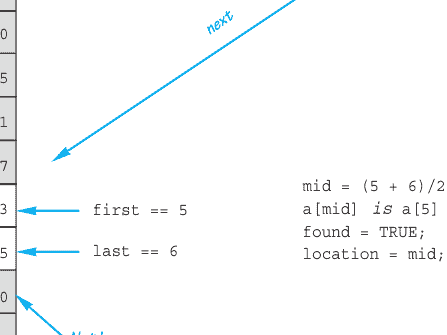 next
0
5
1
7
3
first == 5
5
last == 6
0
mid = (5 + 6)/2
a[mid] is a[5]
found = TRUE;
location = mid;